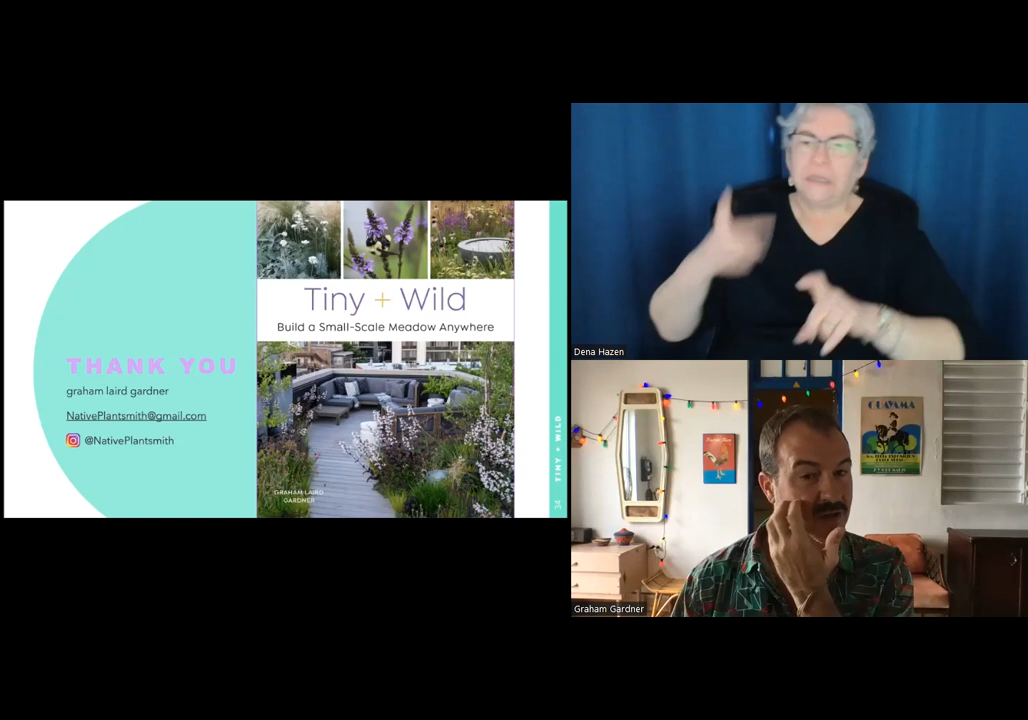 THANK YOU
graham laird gardner
NativePlantsmith@gmail.com
@NativePlantsmith
Tiny + Wild
Build a Small-Scale Meadow Anywhere
GRAHAM LAIRD
GARDNER
34 TINY + WILD
Dena Hazen
Graham Gardner